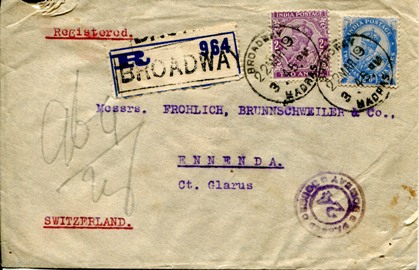 Registered.
R 964
BROADWA
INDIA POSTAGE
INDIA POSTAGE
BROADWAY
MADRAS
MADRAS
Messrs. FROHLICH, BRUNNSCHWEILER & Co.,
ENNENDA.
Ct. Glarus
SWITZERLAND.